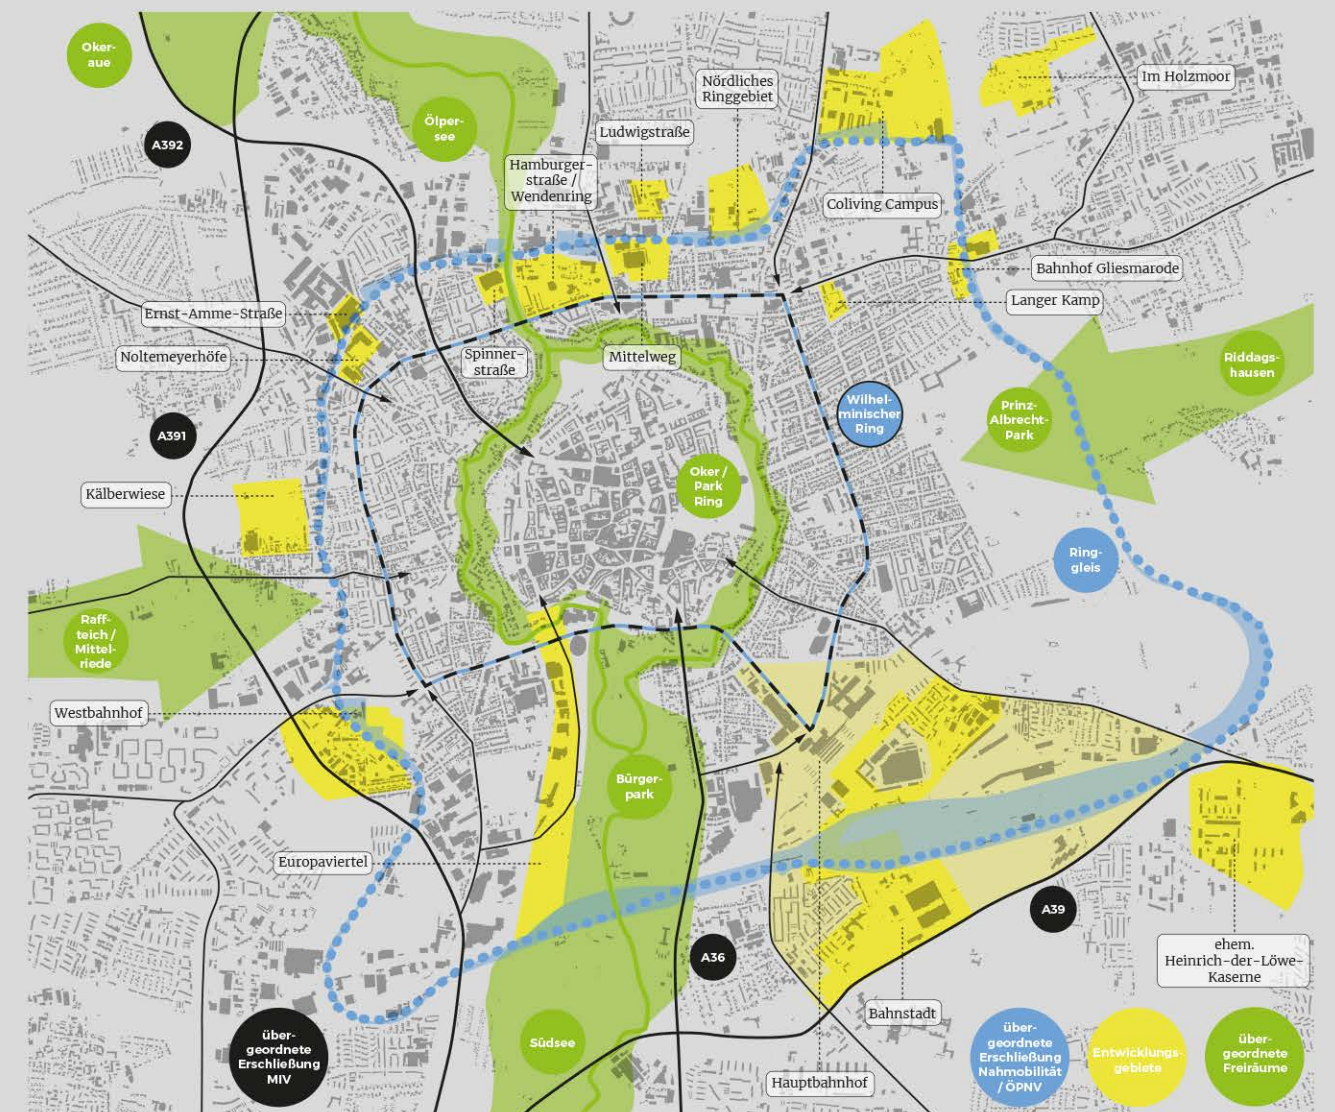 Oker-
aue
Ölper-
see
Nördliches
Ringgebiet
Im Holzmoor
A392
Ludwigstraße
Hamburger-
straße /
Wendenring
Coliving Campus
Bahnhof Gliesmarode
Langer Kamp
Ernst-Amme-Straße
Noltemeyerhöfe
Spinner-
straße
Mittelweg
Riddags-
hausen
Wilhel-
minischer
Ring
Prinz-
Albrecht-
Park
A391
Kälberwiese
Oker /
Park
Ring
Ring-
gleis
Raff-
teich /
Mittel-
riede
Westbahnhof
Bürger-
park
Europaviertel
A39
A36
ehem.
Heinrich-der-Löwe-
Kaserne
Bahnstadt
Südsee
Hauptbahnhof
über-
geordnete
Erschließung
MIV
über-
geordnete
Erschließung
Nahmobilität
/ ÖPNV
Entwicklungs-
gebiete
über-
geordnete
Freiräume